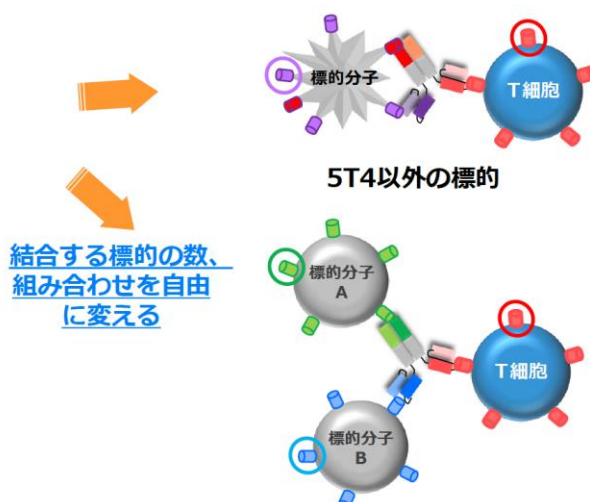 標的分子
T細胞
5T4以外の標的
結合する標的の数、
組み合わせを自由
に変える
標的分子
A
T細胞
標的分子
B